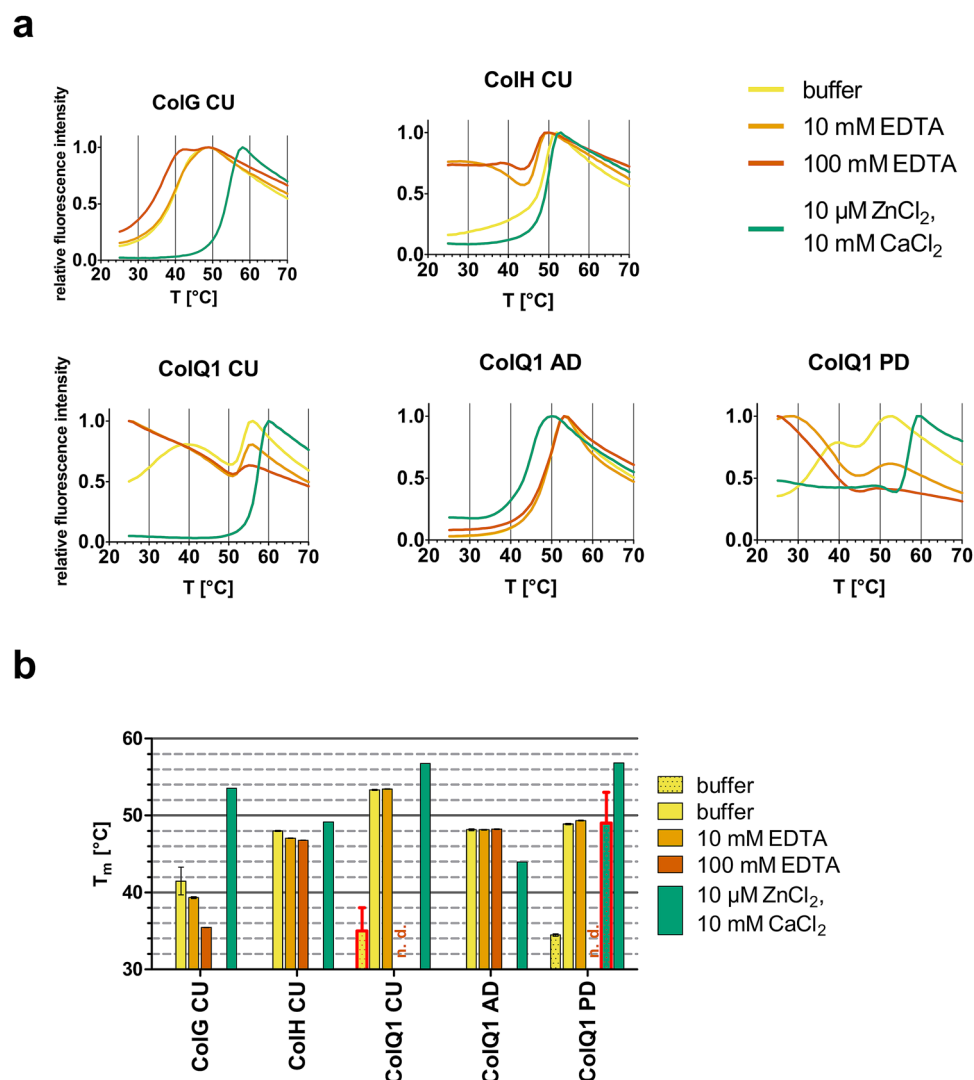 a
ColG CU
relative fluorescence intensity
1.0
0.5
0.0
20 30 40 50 60 70
T [°C]
ColH CU
1.0
0.5
0.0
20 30 40 50 60 70
T [°C]
buffer
10 mM EDTA
100 mM EDTA
10 µM ZnCl₂,
10 mM CaCl₂
ColQ1 CU
relative fluorescence intensity
1.0
0.5
0.0
20 30 40 50 60 70
T [°C]
ColQ1 AD
1.0
0.5
0.0
20 30 40 50 60 70
T [°C]
ColQ1 PD
1.0
0.5
0.0
20 30 40 50 60 70
T [°C]
b
Tₘ [°C]
60
50
40
30
n. d.
n. d.
ColG CU
ColH CU
ColQ1 CU
ColQ1 AD
ColQ1 PD
buffer
buffer
10 mM EDTA
100 mM EDTA
10 µM ZnCl₂,
10 mM CaCl₂